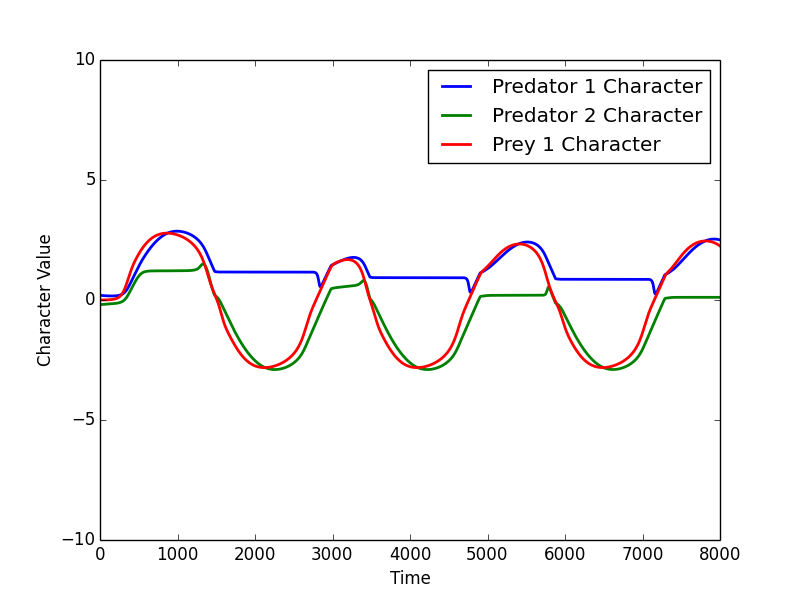 Predator 1 Character
Predator 2 Character
Prey 1 Character
10
5
0
−5
−10
Character Value
0 1000 2000 3000 4000 5000 6000 7000 8000
Time